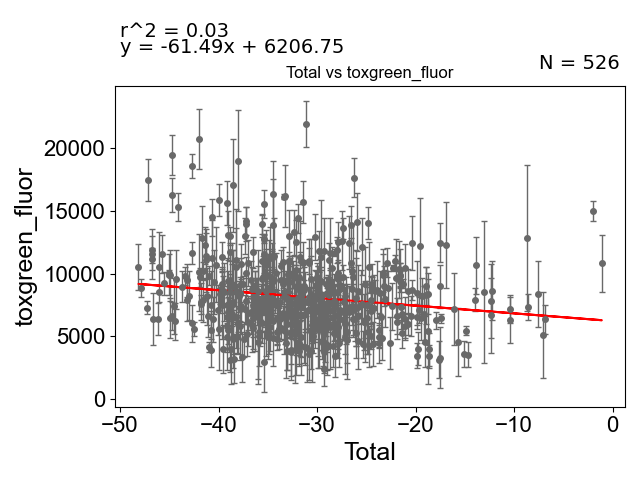 r^2 = 0.03
y = -61.49x + 6206.75
N = 526
Total vs toxgreen_fluor
20000
15000
10000
5000
0
toxgreen_fluor
−50
−40
−30
−20
−10
0
Total